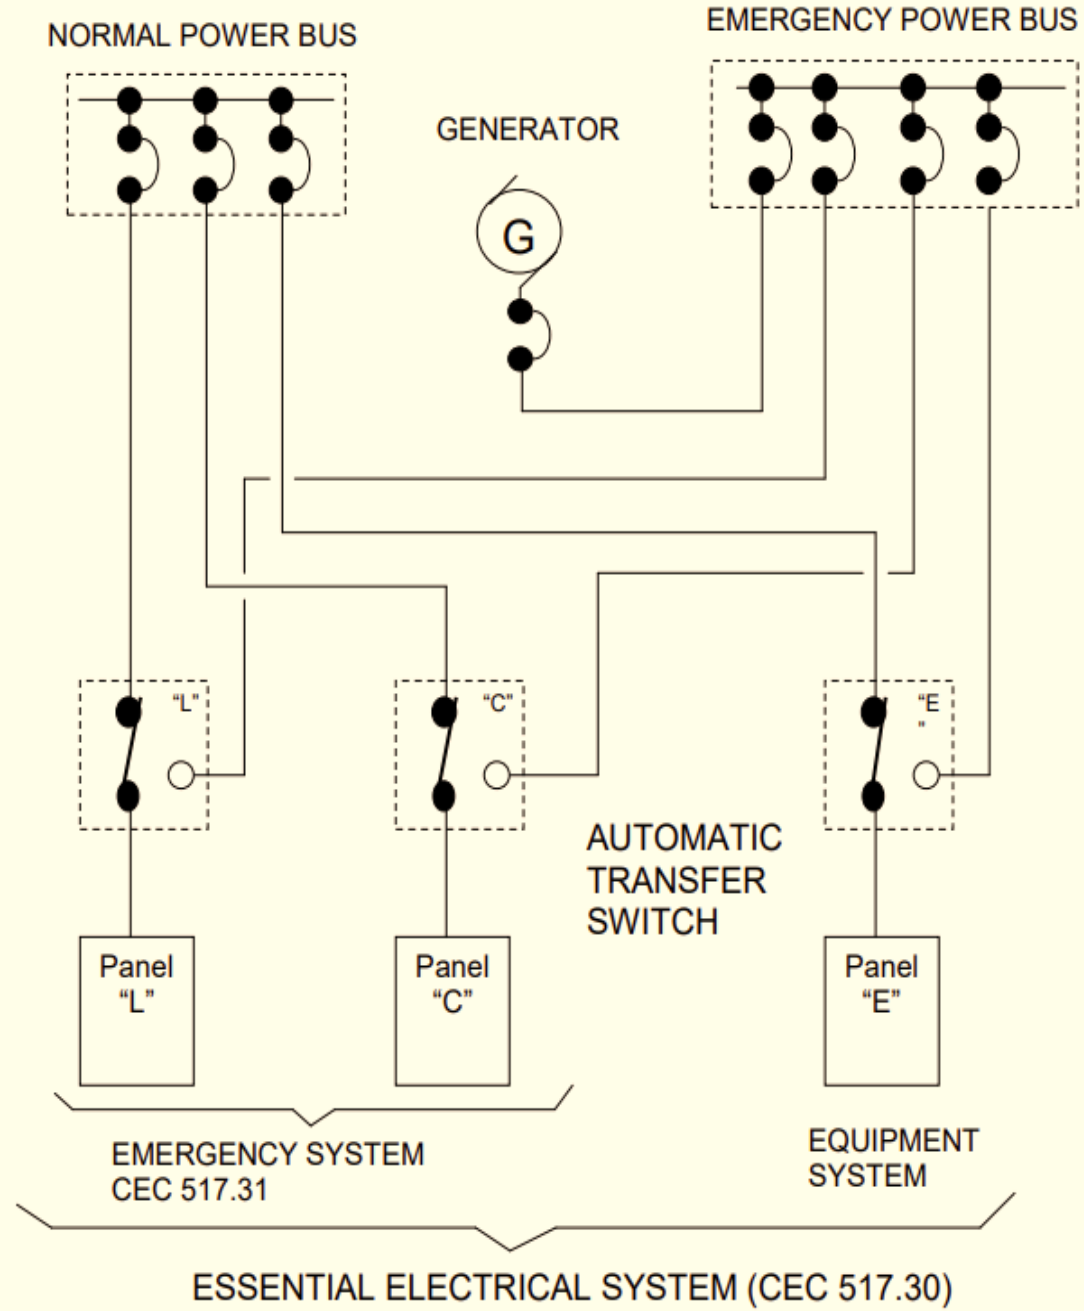 NORMAL POWER BUS
EMERGENCY POWER BUS
GENERATOR
G
“L”
“C”
“E
"
AUTOMATIC
TRANSFER
SWITCH
Panel
“L”
Panel
“C”
Panel
“E”
EMERGENCY SYSTEM
CEC 517.31
EQUIPMENT
SYSTEM
ESSENTIAL ELECTRICAL SYSTEM (CEC 517.30)